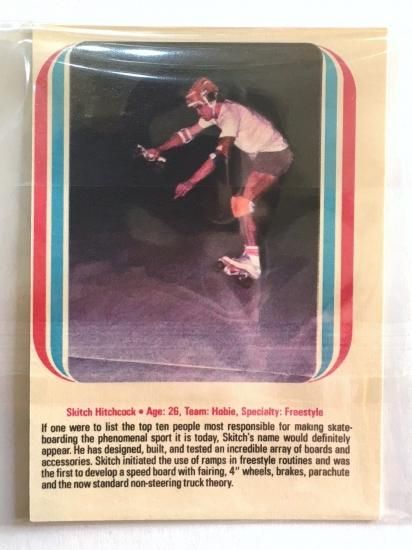 Skitch Hitchcock • Age: 26, Team: Hobie, Specialty: Freestyle
If one were to list the top ten people most responsible for making skate-
boarding the phenomenal sport it is today, Skitch's name would definitely
appear. He has designed, built, and tested an incredible array of boards and
accessories. Skitch initiated the use of ramps in freestyle routines and was
the first to develop a speed board with fairing, 4" wheels, brakes, parachute
and the now standard non-steering truck theory.